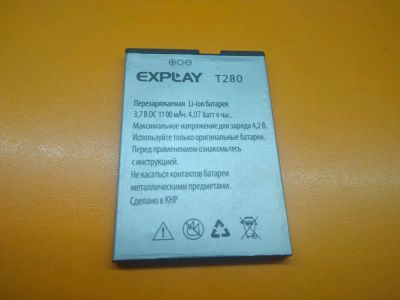 EXPLAY T280
Перезаряжаемая Li-Ion батарея
3,7 В DC 1100 мАч, 4,07 Ватт в час.
Максимальное напряжение для заряда 4,2 В.
Используйте только оригинальные батареи.
Перед применением ознакомьтесь
с инструкцией.
Не касаться контактов батареи
металлическими предметами.
Сделано в КНР